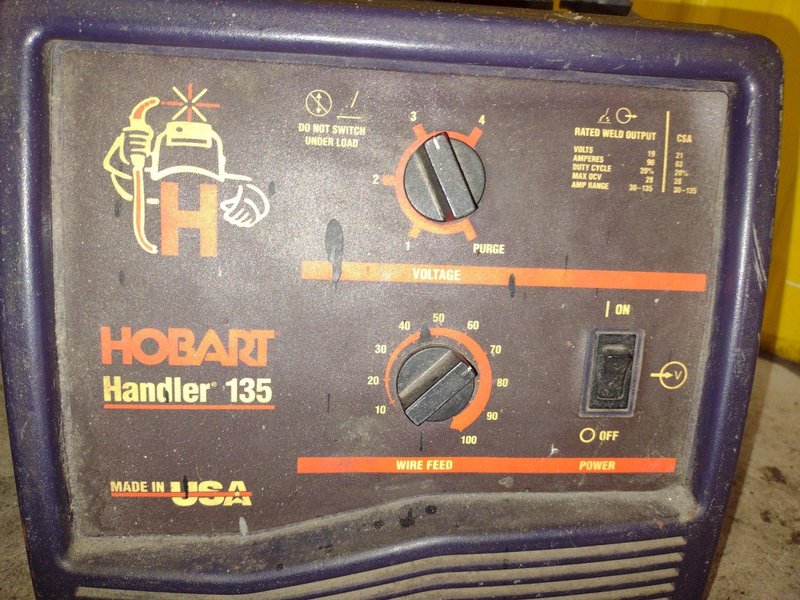 H
DO NOT SWITCH
UNDER LOAD
3
4
2
1
PURGE
VOLTAGE
RATED WELD OUTPUT CSA
VOLTS 19 21
AMPERES 90 63
DUTY CYCLE 20% 20%
MAX OCV 28 28
AMP RANGE 30-135 30-135
HOBART
Handler® 135
10
20
30
40
50
60
70
80
90
100
WIRE FEED
ON
V
OFF
POWER
MADE IN USA